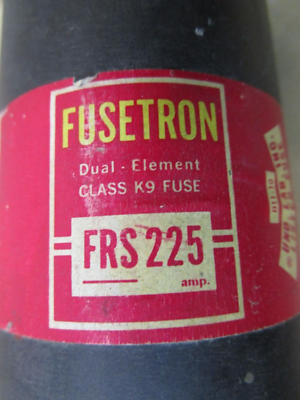 FUSETRON
Dual - Element
CLASS K9 FUSE
FRS 225
amp.